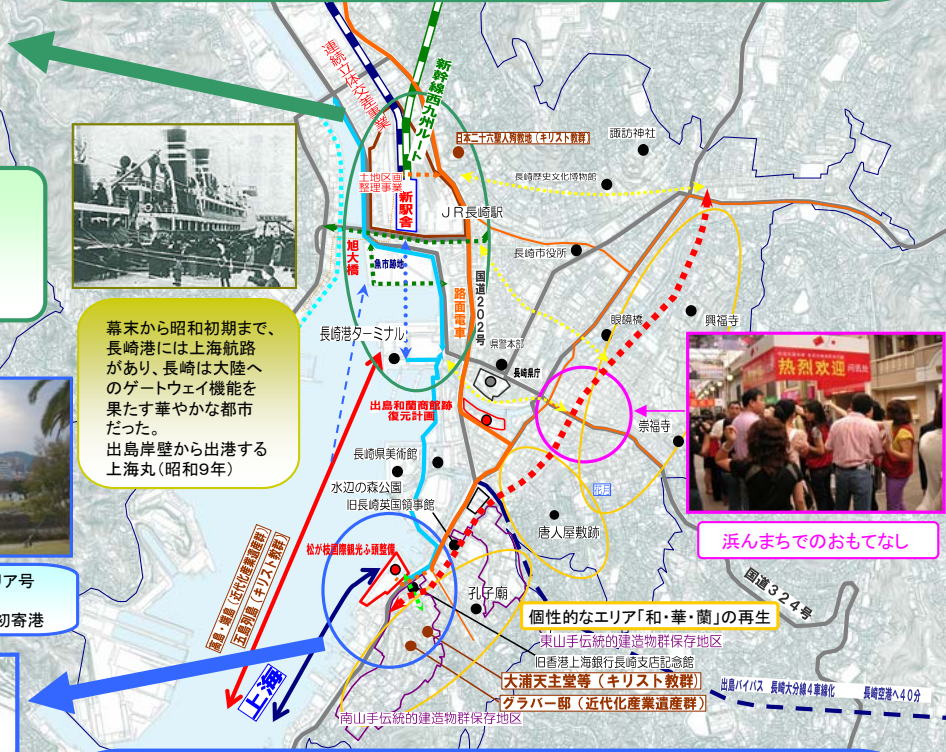 連続立体交差事業
新幹線西九州ルート
日本二十六聖人殉教地（キリスト教群）
諏訪神社
長崎歴史文化博物館
土地区画
整理事業
新駅舎
ＪＲ長崎駅
長崎市役所
旭大橋
魚市跡地
国道２０２号
路面電車
幕末から昭和初期まで、
長崎港には上海航路
があり、長崎は大陸へ
のゲートウェイ機能を
果たす華やかな都市
だった。
出島岸壁から出港する
上海丸（昭和９年）
長崎港ターミナル
県警本部
長崎県庁
眼鏡橋
興福寺
热烈欢迎
崇福寺
浜んまちでのおもてなし
出島和蘭商館跡
復元計画
長崎県美術館
水辺の森公園
旧長崎英国領事館
唐人屋敷跡
松が枝国際観光ふ頭整備
高島・端島（近代化産業遺産群）
五島列島（キリスト教群）
上海
リア号
初寄港
孔子廟
国道３２４号
個性的なエリア「和・華・蘭」の再生
東山手伝統的建造物群保存地区
旧香港上海銀行長崎支店記念館
大浦天主堂等（キリスト教群）
グラバー邸（近代化産業遺産群）
南山手伝統的建造物群保存地区
出島バイパス　長崎大分線４車線化　　長崎空港へ４０分